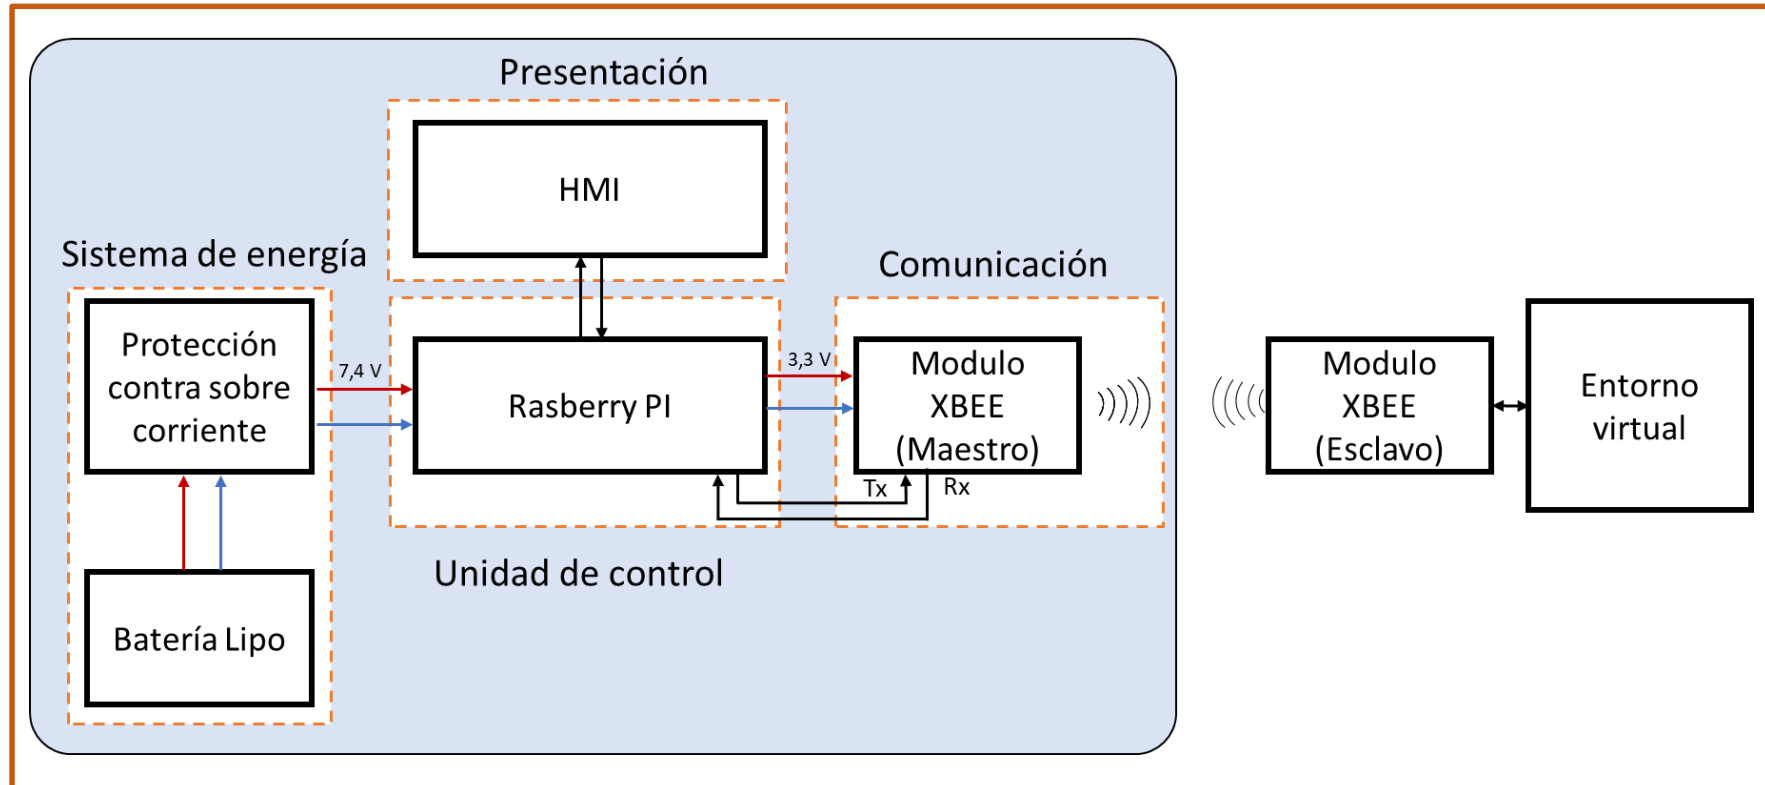 Presentación
HMI
Sistema de energía
Comunicación
Protección
contra sobre
corriente
7,4 V
Rasberry PI
3,3 V
Modulo
XBEE
(Maestro)
Modulo
XBEE
(Esclavo)
Entorno
virtual
Tx
Rx
Unidad de control
Batería Lipo